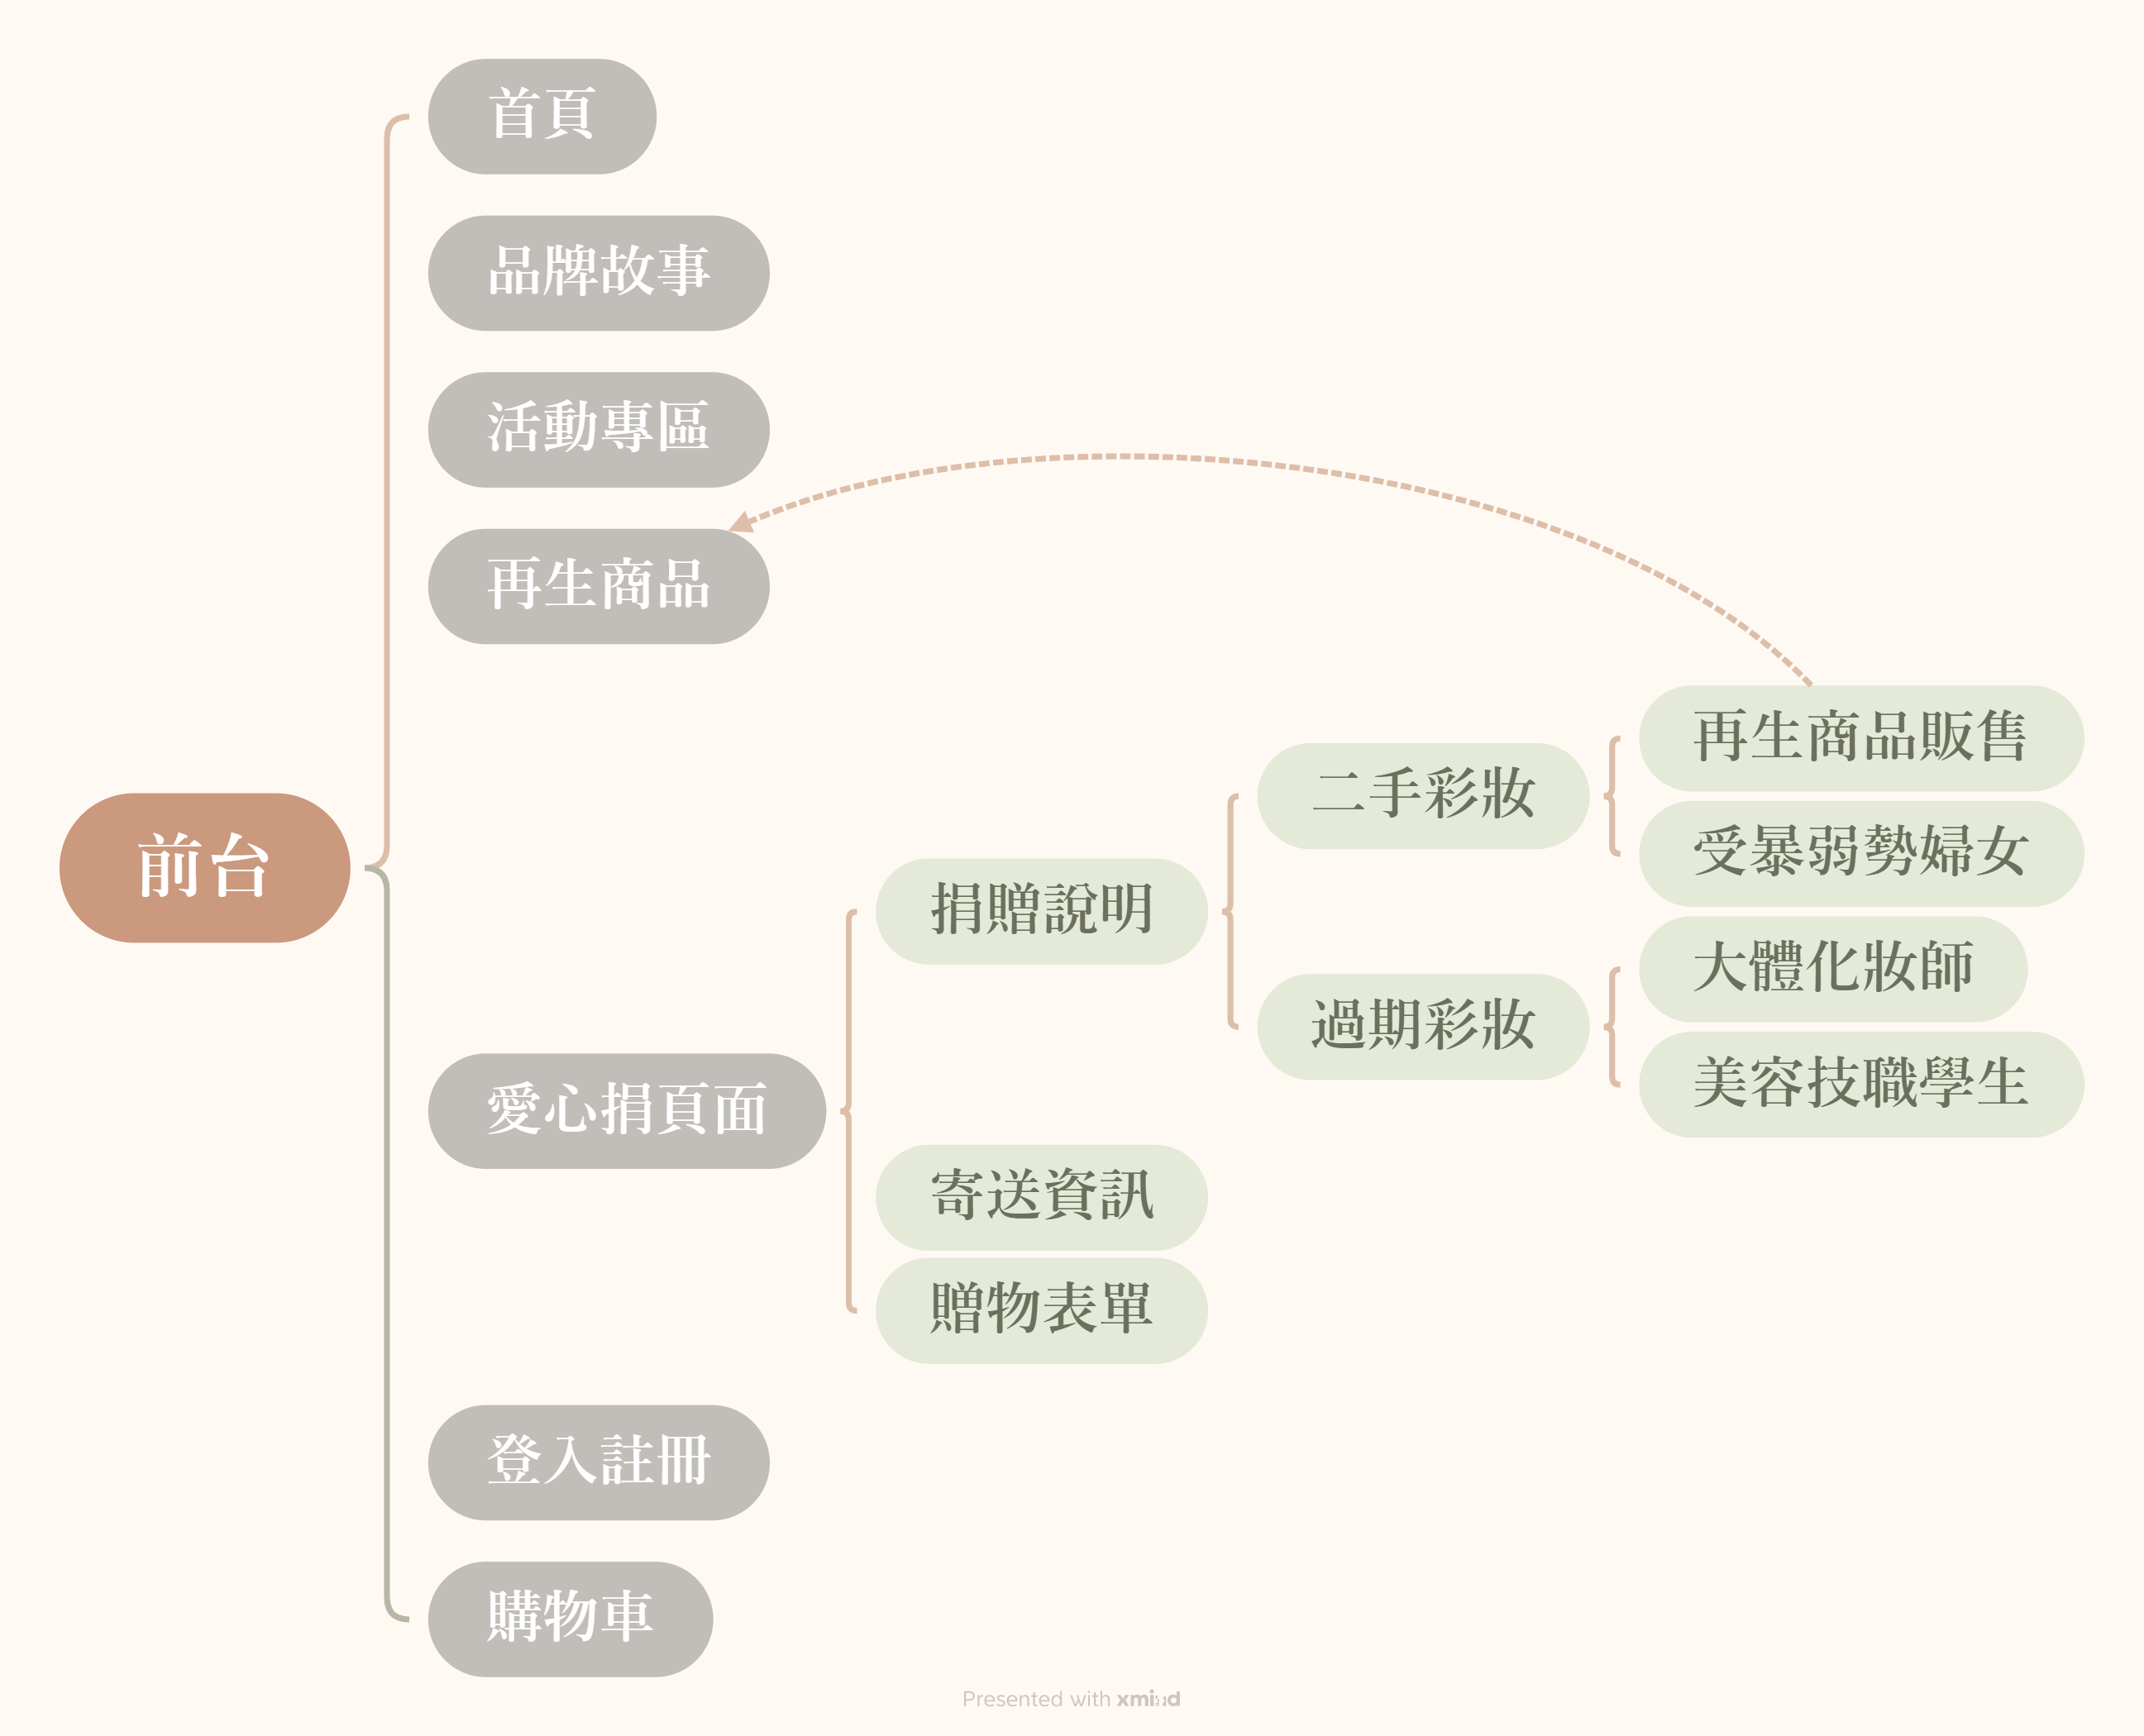 首頁
品牌故事
活動專區
再生商品
前台
愛心捐頁面
捐贈說明
二手彩妝
再生商品販售
受暴弱勢婦女
過期彩妝
大體化妝師
美容技職學生
寄送資訊
贈物表單
登入註冊
購物車
Presented with xmind